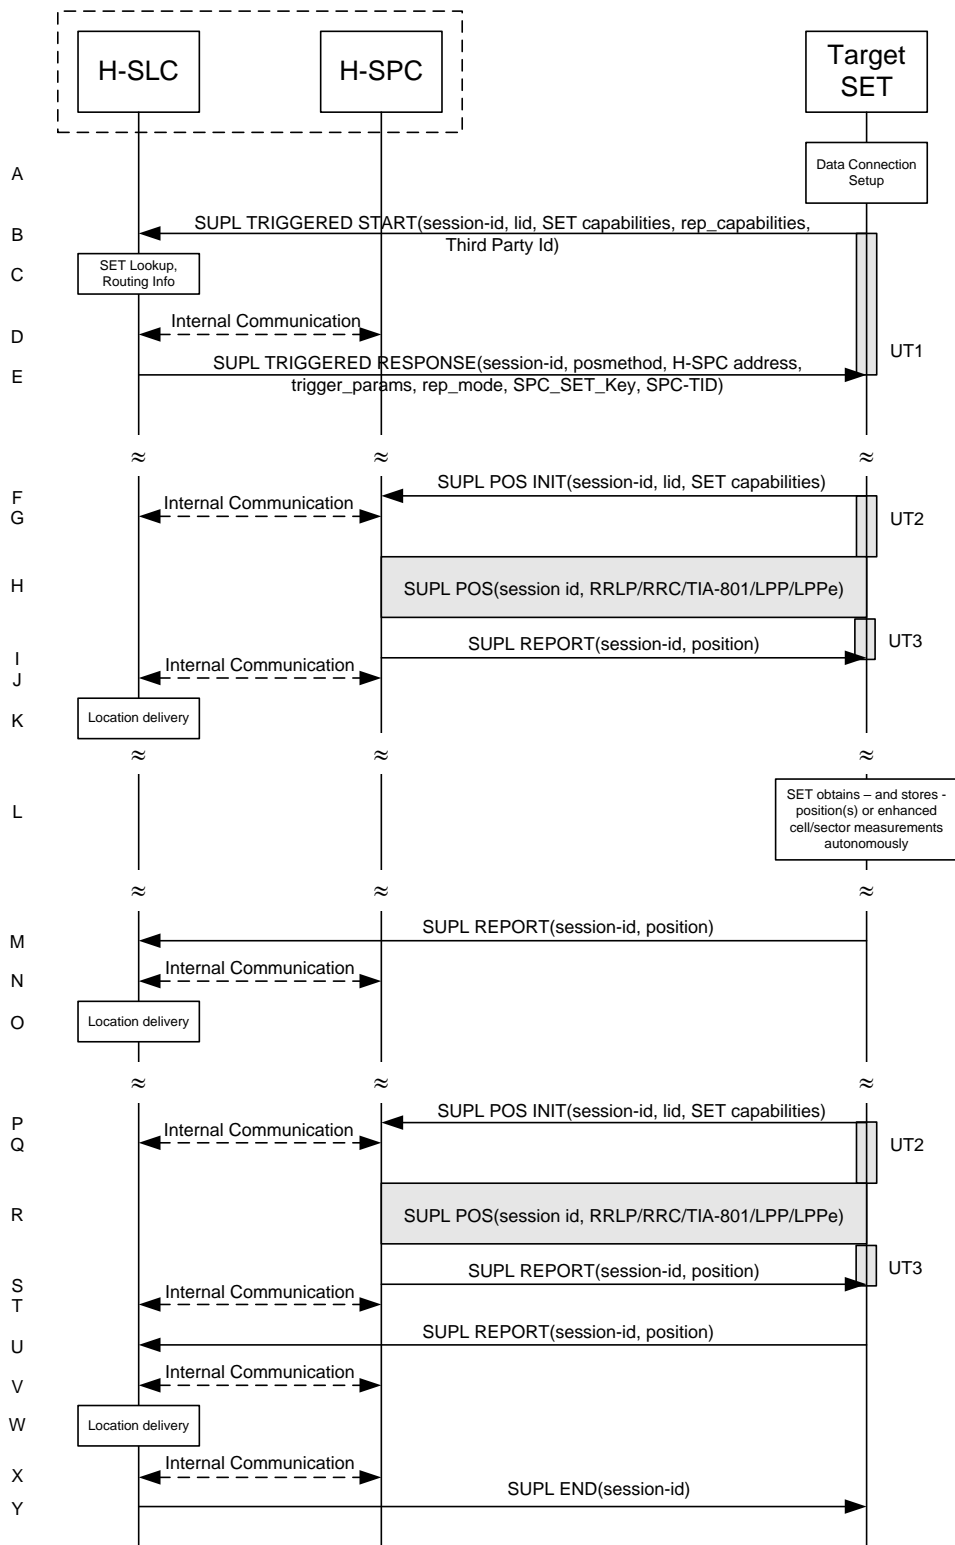 H-SLC
H-SPC
Target
SET
A
Data Connection
Setup
B
SUPL TRIGGERED START(session-id, lid, SET capabilities, rep_capabilities,
Third Party Id)
C
SET Lookup,
Routing Info
D
Internal Communication
UT1
E
SUPL TRIGGERED RESPONSE(session-id, posmethod, H-SPC address,
trigger_params, rep_mode, SPC_SET_Key, SPC-TID)
≈ ≈ ≈
F
SUPL POS INIT(session-id, lid, SET capabilities)
G
Internal Communication
UT2
H
SUPL POS(session id, RRLP/RRC/TIA-801/LPP/LPPe)
I
SUPL REPORT(session-id, position)
UT3
J
Internal Communication
K
Location delivery
≈ ≈ ≈
L
SET obtains – and stores -
position(s) or enhanced
cell/sector measurements
autonomously
≈ ≈ ≈
M
SUPL REPORT(session-id, position)
N
Internal Communication
O
Location delivery
≈ ≈ ≈
P
SUPL POS INIT(session-id, lid, SET capabilities)
Q
Internal Communication
UT2
R
SUPL POS(session id, RRLP/RRC/TIA-801/LPP/LPPe)
S
SUPL REPORT(session-id, position)
UT3
T
Internal Communication
U
SUPL REPORT(session-id, position)
V
Internal Communication
W
Location delivery
X
Internal Communication
Y
SUPL END(session-id)